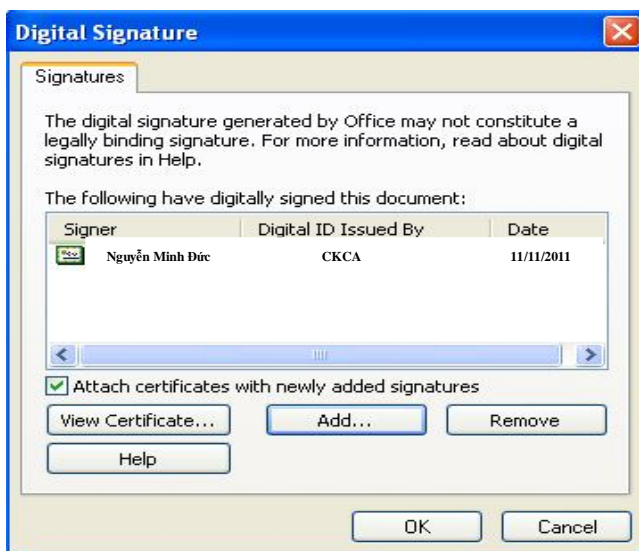 Digital Signature
Signatures
The digital signature generated by Office may not constitute a
legally binding signature. For more information, read about digital
signatures in Help.
The following have digitally signed this document:
Signer Digital ID Issued By Date
Nguyễn Minh Đức CKCA 11/11/2011
Attach certificates with newly added signatures
View Certificate... Add... Remove
Help
OK Cancel